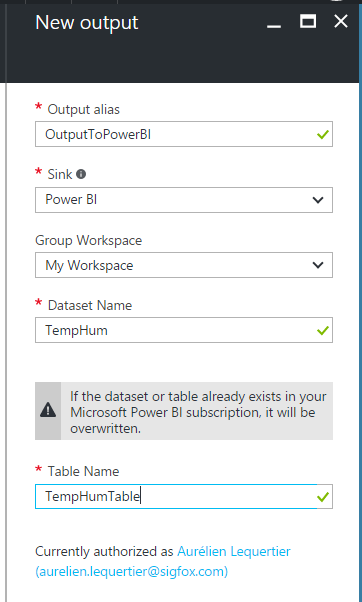 New output
* Output alias
OutputToPowerBI
* Sink
Power BI
Group Workspace
My Workspace
* Dataset Name
TempHum
If the dataset or table already exists in your
Microsoft Power BI subscription, it will be
overwritten.
* Table Name
TempHumTable
Currently authorized as Aurélien Lequertier
(aurelien.lequertier@sigfox.com)